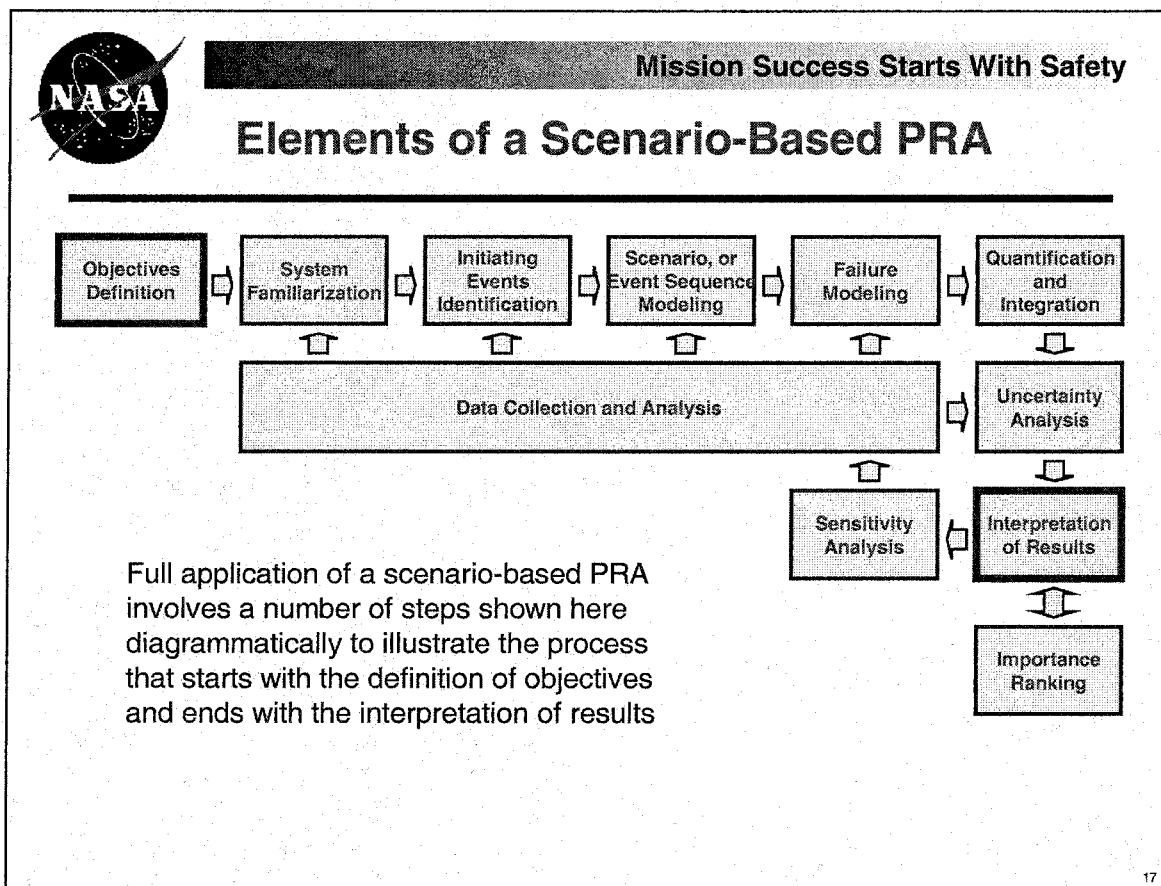 NASA
Mission Success Starts With Safety
Elements of a Scenario-Based PRA
Objectives
Definition
System
Familiarization
Initiating
Events
Identification
Scenario, or
Event Sequence
Modeling
Failure
Modeling
Quantification
and
Integration
Data Collection and Analysis
Uncertainty
Analysis
Sensitivity
Analysis
Interpretation
of Results
Importance
Ranking
Full application of a scenario-based PRA
involves a number of steps shown here
diagrammatically to illustrate the process
that starts with the definition of objectives
and ends with the interpretation of results
17